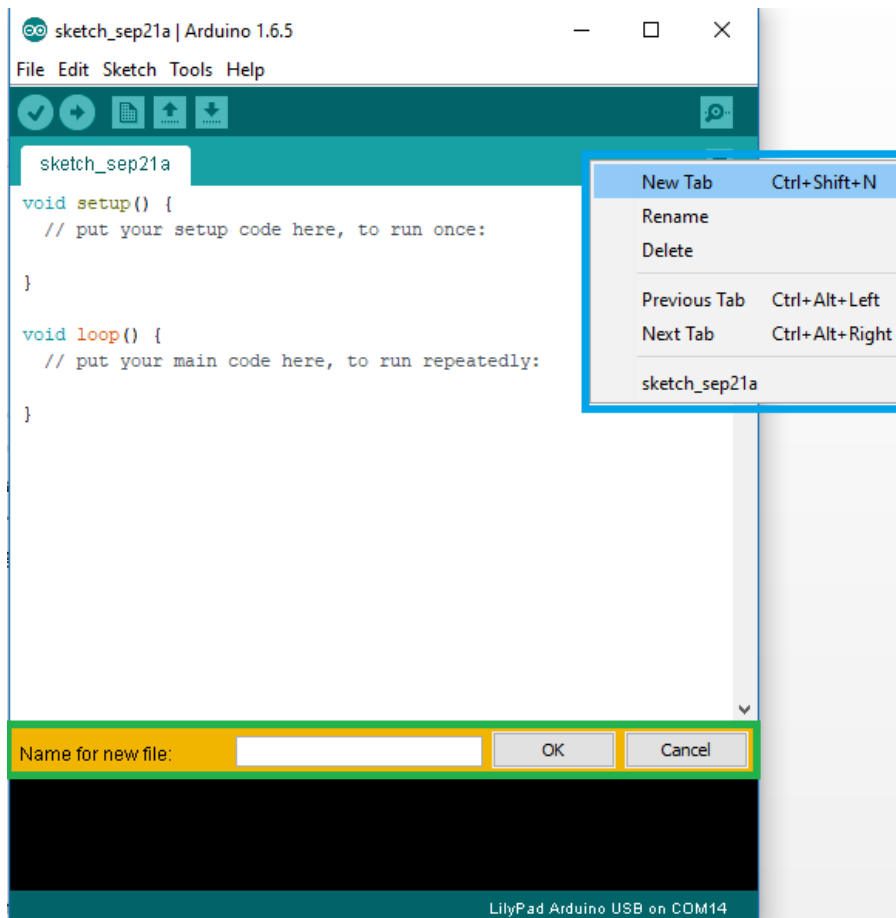 sketch_sep21a | Arduino 1.6.5
File Edit Sketch Tools Help
sketch_sep21a
void setup() {
// put your setup code here, to run once:
}
void loop() {
// put your main code here, to run repeatedly:
}
New Tab Ctrl+Shift+N
Rename
Delete
Previous Tab Ctrl+Alt+Left
Next Tab Ctrl+Alt+Right
sketch_sep21a
Name for new file: OK Cancel
LilyPad Arduino USB on COM14